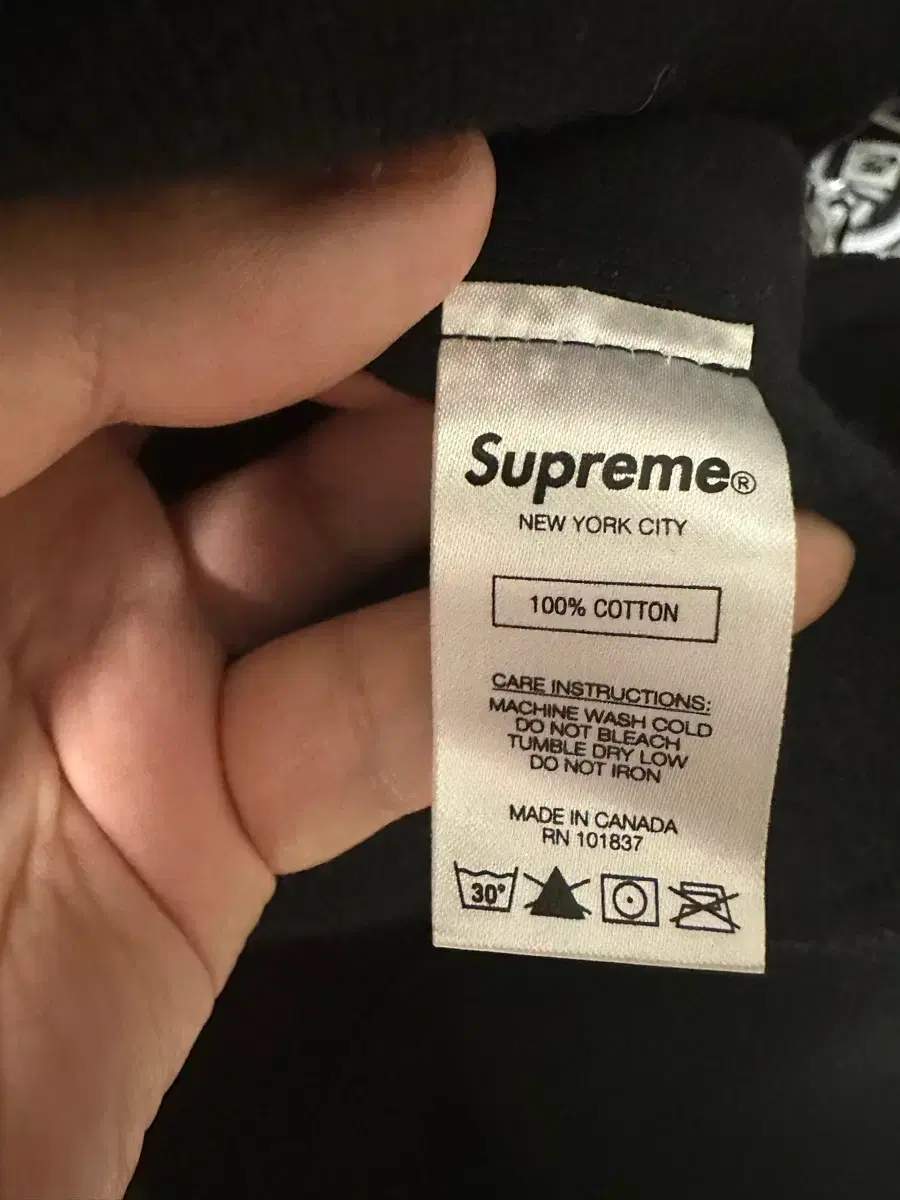 Supreme®
NEW YORK CITY
100% COTTON
CARE INSTRUCTIONS:
MACHINE WASH COLD
DO NOT BLEACH
TUMBLE DRY LOW
DO NOT IRON
MADE IN CANADA
RN 101837
30°